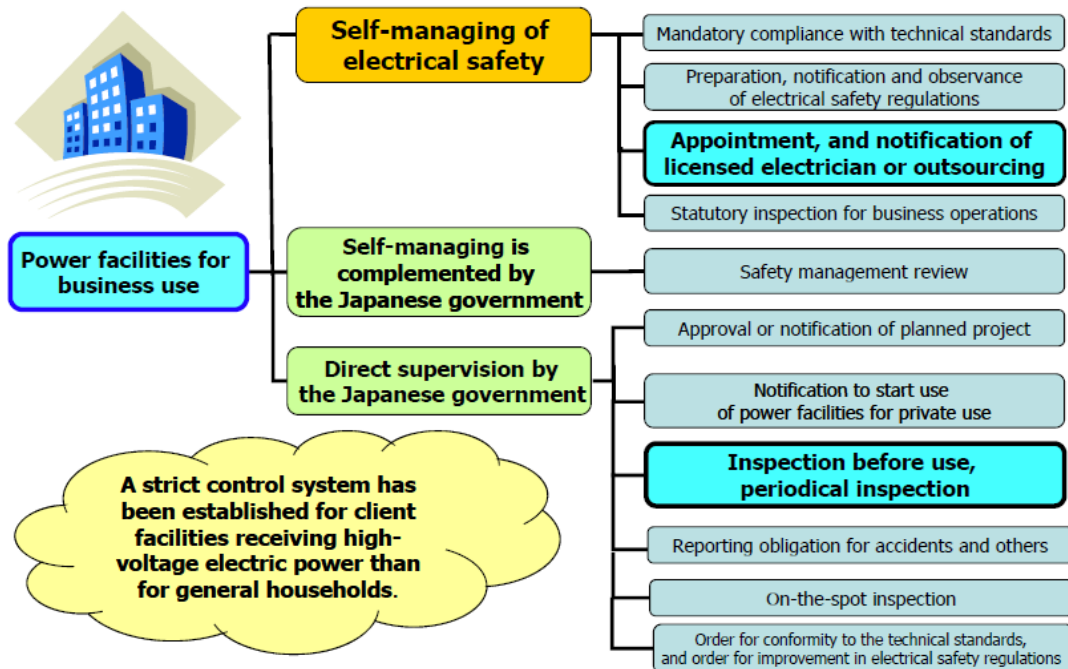 Power facilities for
business use
Self-managing of
electrical safety
Mandatory compliance with technical standards
Preparation, notification and observance
of electrical safety regulations
Appointment, and notification of
licensed electrician or outsourcing
Statutory inspection for business operations
Self-managing is
complemented by
the Japanese government
Safety management review
Direct supervision by
the Japanese government
Approval or notification of planned project
Notification to start use
of power facilities for private use
Inspection before use,
periodical inspection
Reporting obligation for accidents and others
On-the-spot inspection
Order for conformity to the technical standards,
and order for improvement in electrical safety regulations
A strict control system has
been established for client
facilities receiving high-
voltage electric power than
for general households.